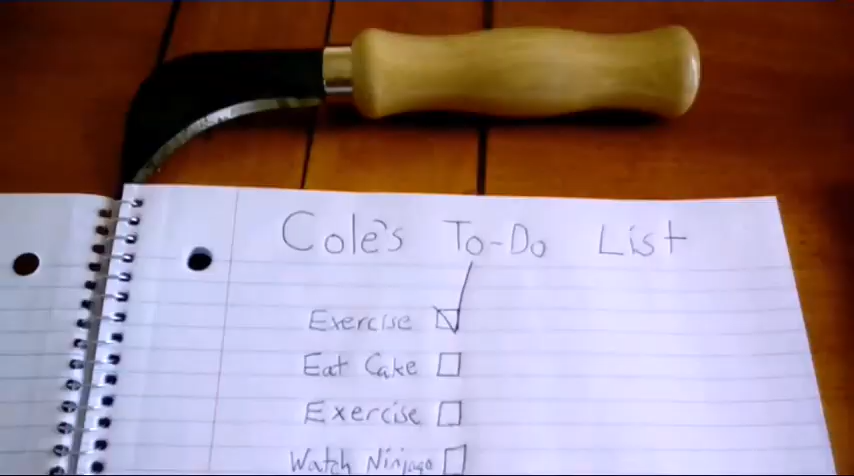 Cole's To-Do List
Exercise
Eat Cake
Exercise
Watch Ninjago